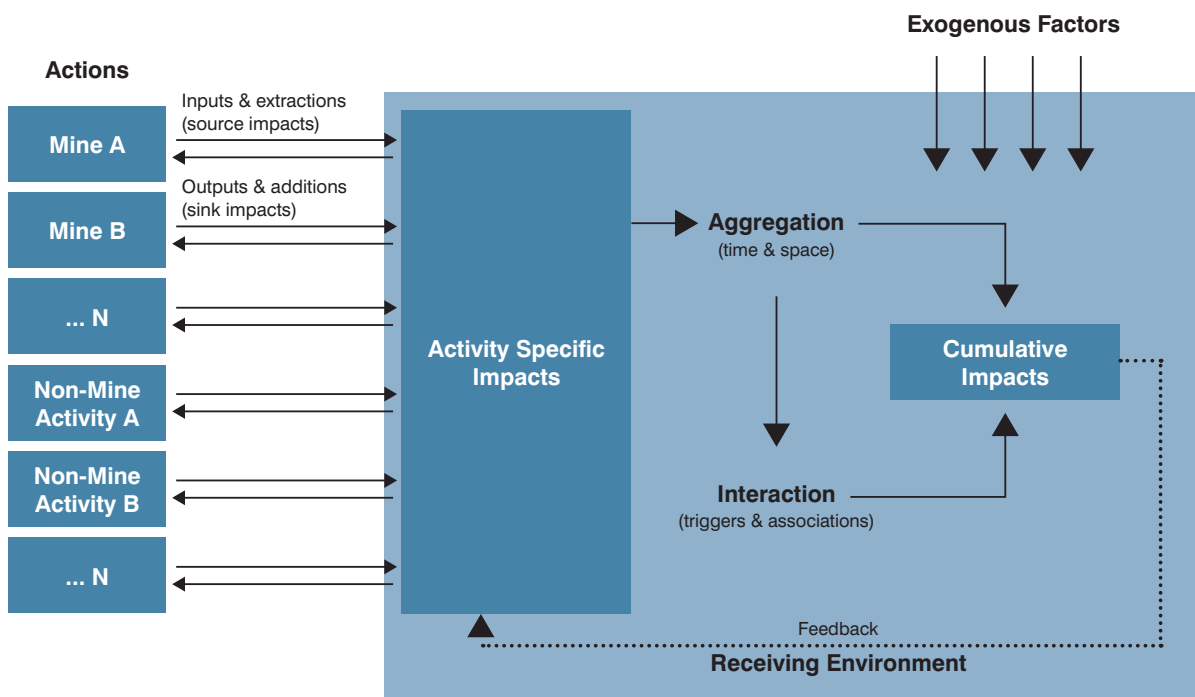 Exogenous Factors
Actions
Inputs & extractions
(source impacts)
Mine A
Outputs & additions
(sink impacts)
Mine B
... N
Non-Mine
Activity A
Non-Mine
Activity B
... N
Activity Specific
Impacts
Aggregation
(time & space)
Cumulative
Impacts
Interaction
(triggers & associations)
Feedback
Receiving Environment